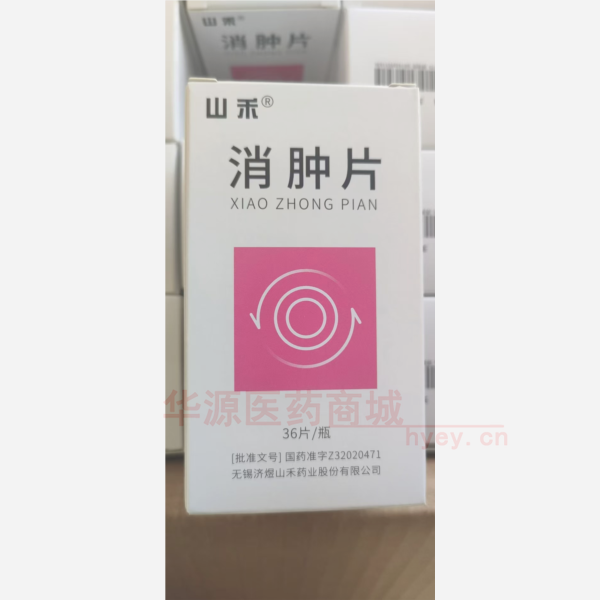 山禾
消肿片
山禾®
消肿片
XIAO ZHONG PIAN
华源医药商城
hyey.cn
36片/瓶
[批准文号] 国药准字Z32020471
无锡济煜山禾药业股份有限公司